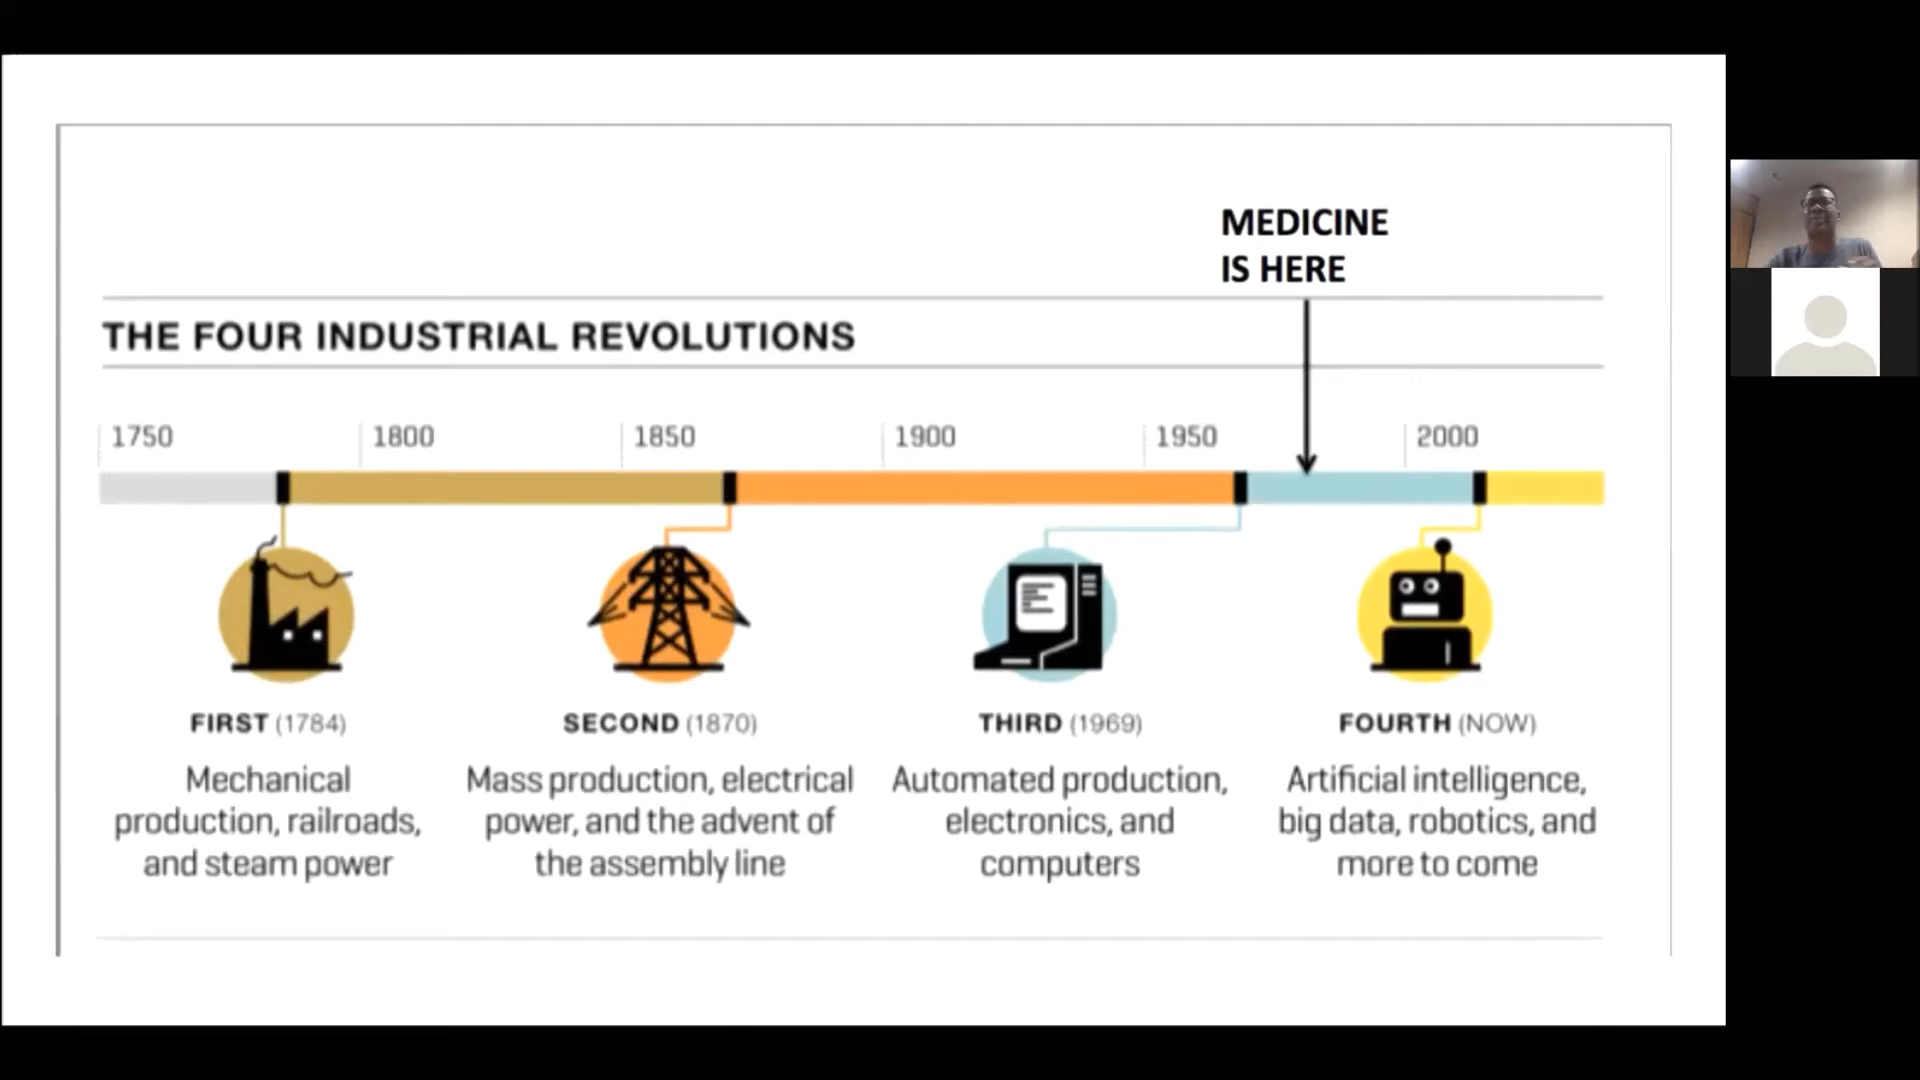 MEDICINE
IS HERE
THE FOUR INDUSTRIAL REVOLUTIONS
1750 1800 1850 1900 1950 2000
FIRST (1784)
Mechanical
production, railroads,
and steam power
SECOND (1870)
Mass production, electrical
power, and the advent of
the assembly line
THIRD (1969)
Automated production,
electronics, and
computers
FOURTH (NOW)
Artificial intelligence,
big data, robotics, and
more to come